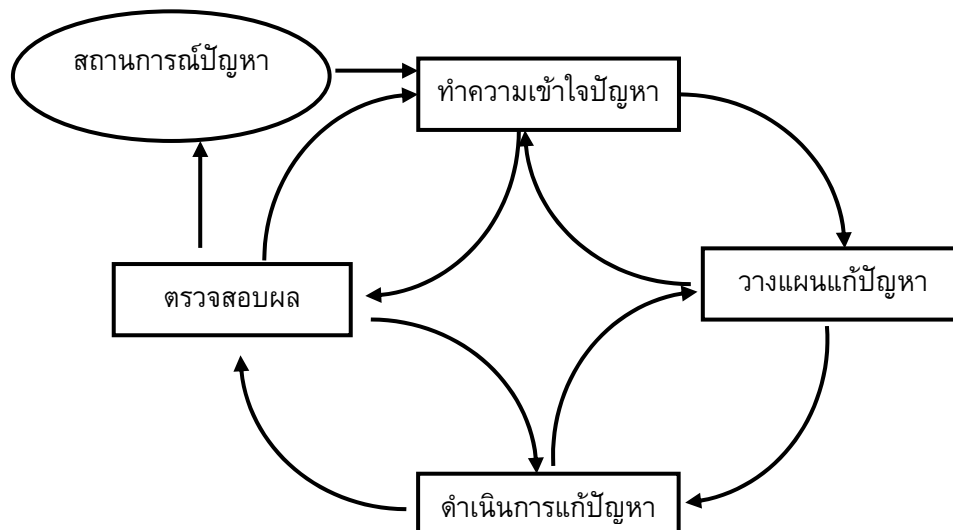 สถานการณ์ปัญหา
ทำความเข้าใจปัญหา
วางแผนแก้ปัญหา
ตรวจสอบผล
ดำเนินการแก้ปัญหา